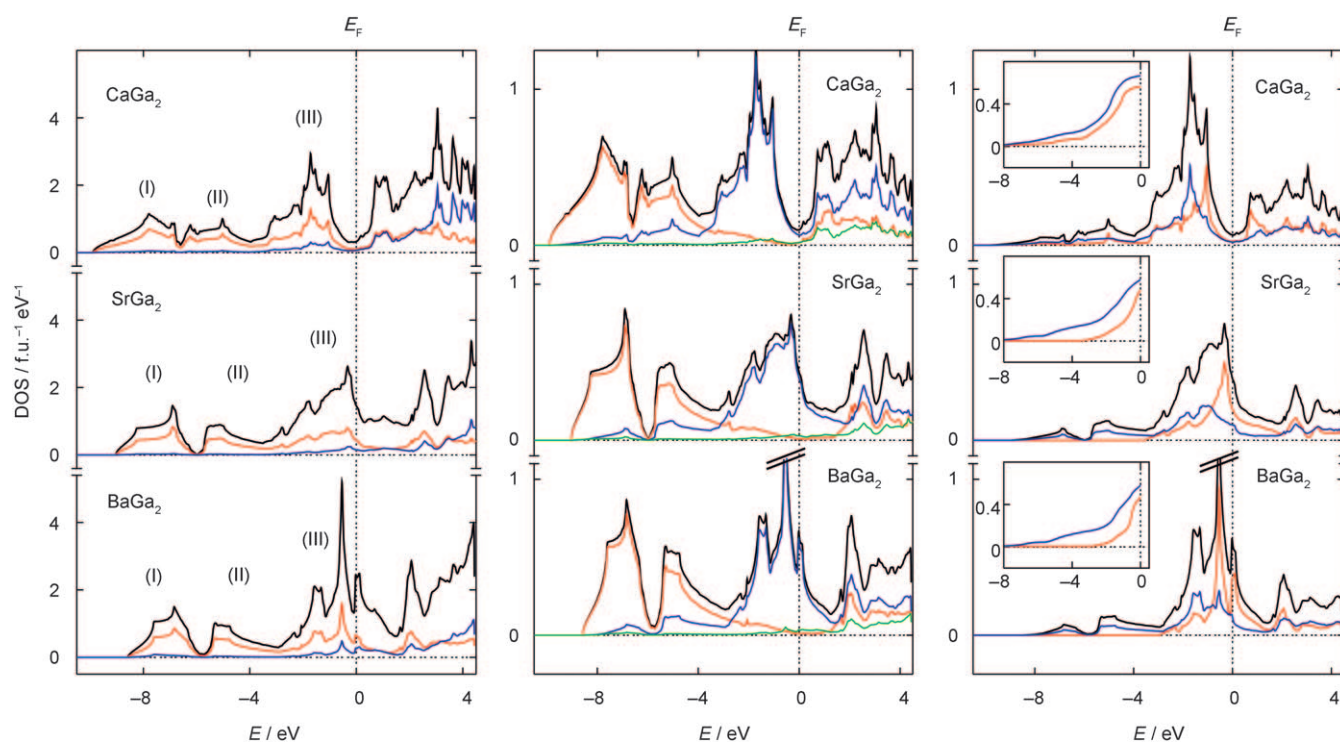 E_F
E_F
E_F
CaGa₂
(I)
(II)
(III)
4
2
0
SrGa₂
(I)
(II)
(III)
4
2
0
BaGa₂
(I)
(II)
(III)
4
2
0
DOS / f.u.⁻¹ eV⁻¹
–8
–4
0
4
E / eV
CaGa₂
1
0
SrGa₂
1
0
BaGa₂
1
0
–8
–4
0
4
E / eV
CaGa₂
1
0
0.4
0
–8
–4
0
SrGa₂
1
0
0.4
0
–8
–4
0
BaGa₂
1
0
0.4
0
–8
–4
0
–8
–4
0
4
E / eV